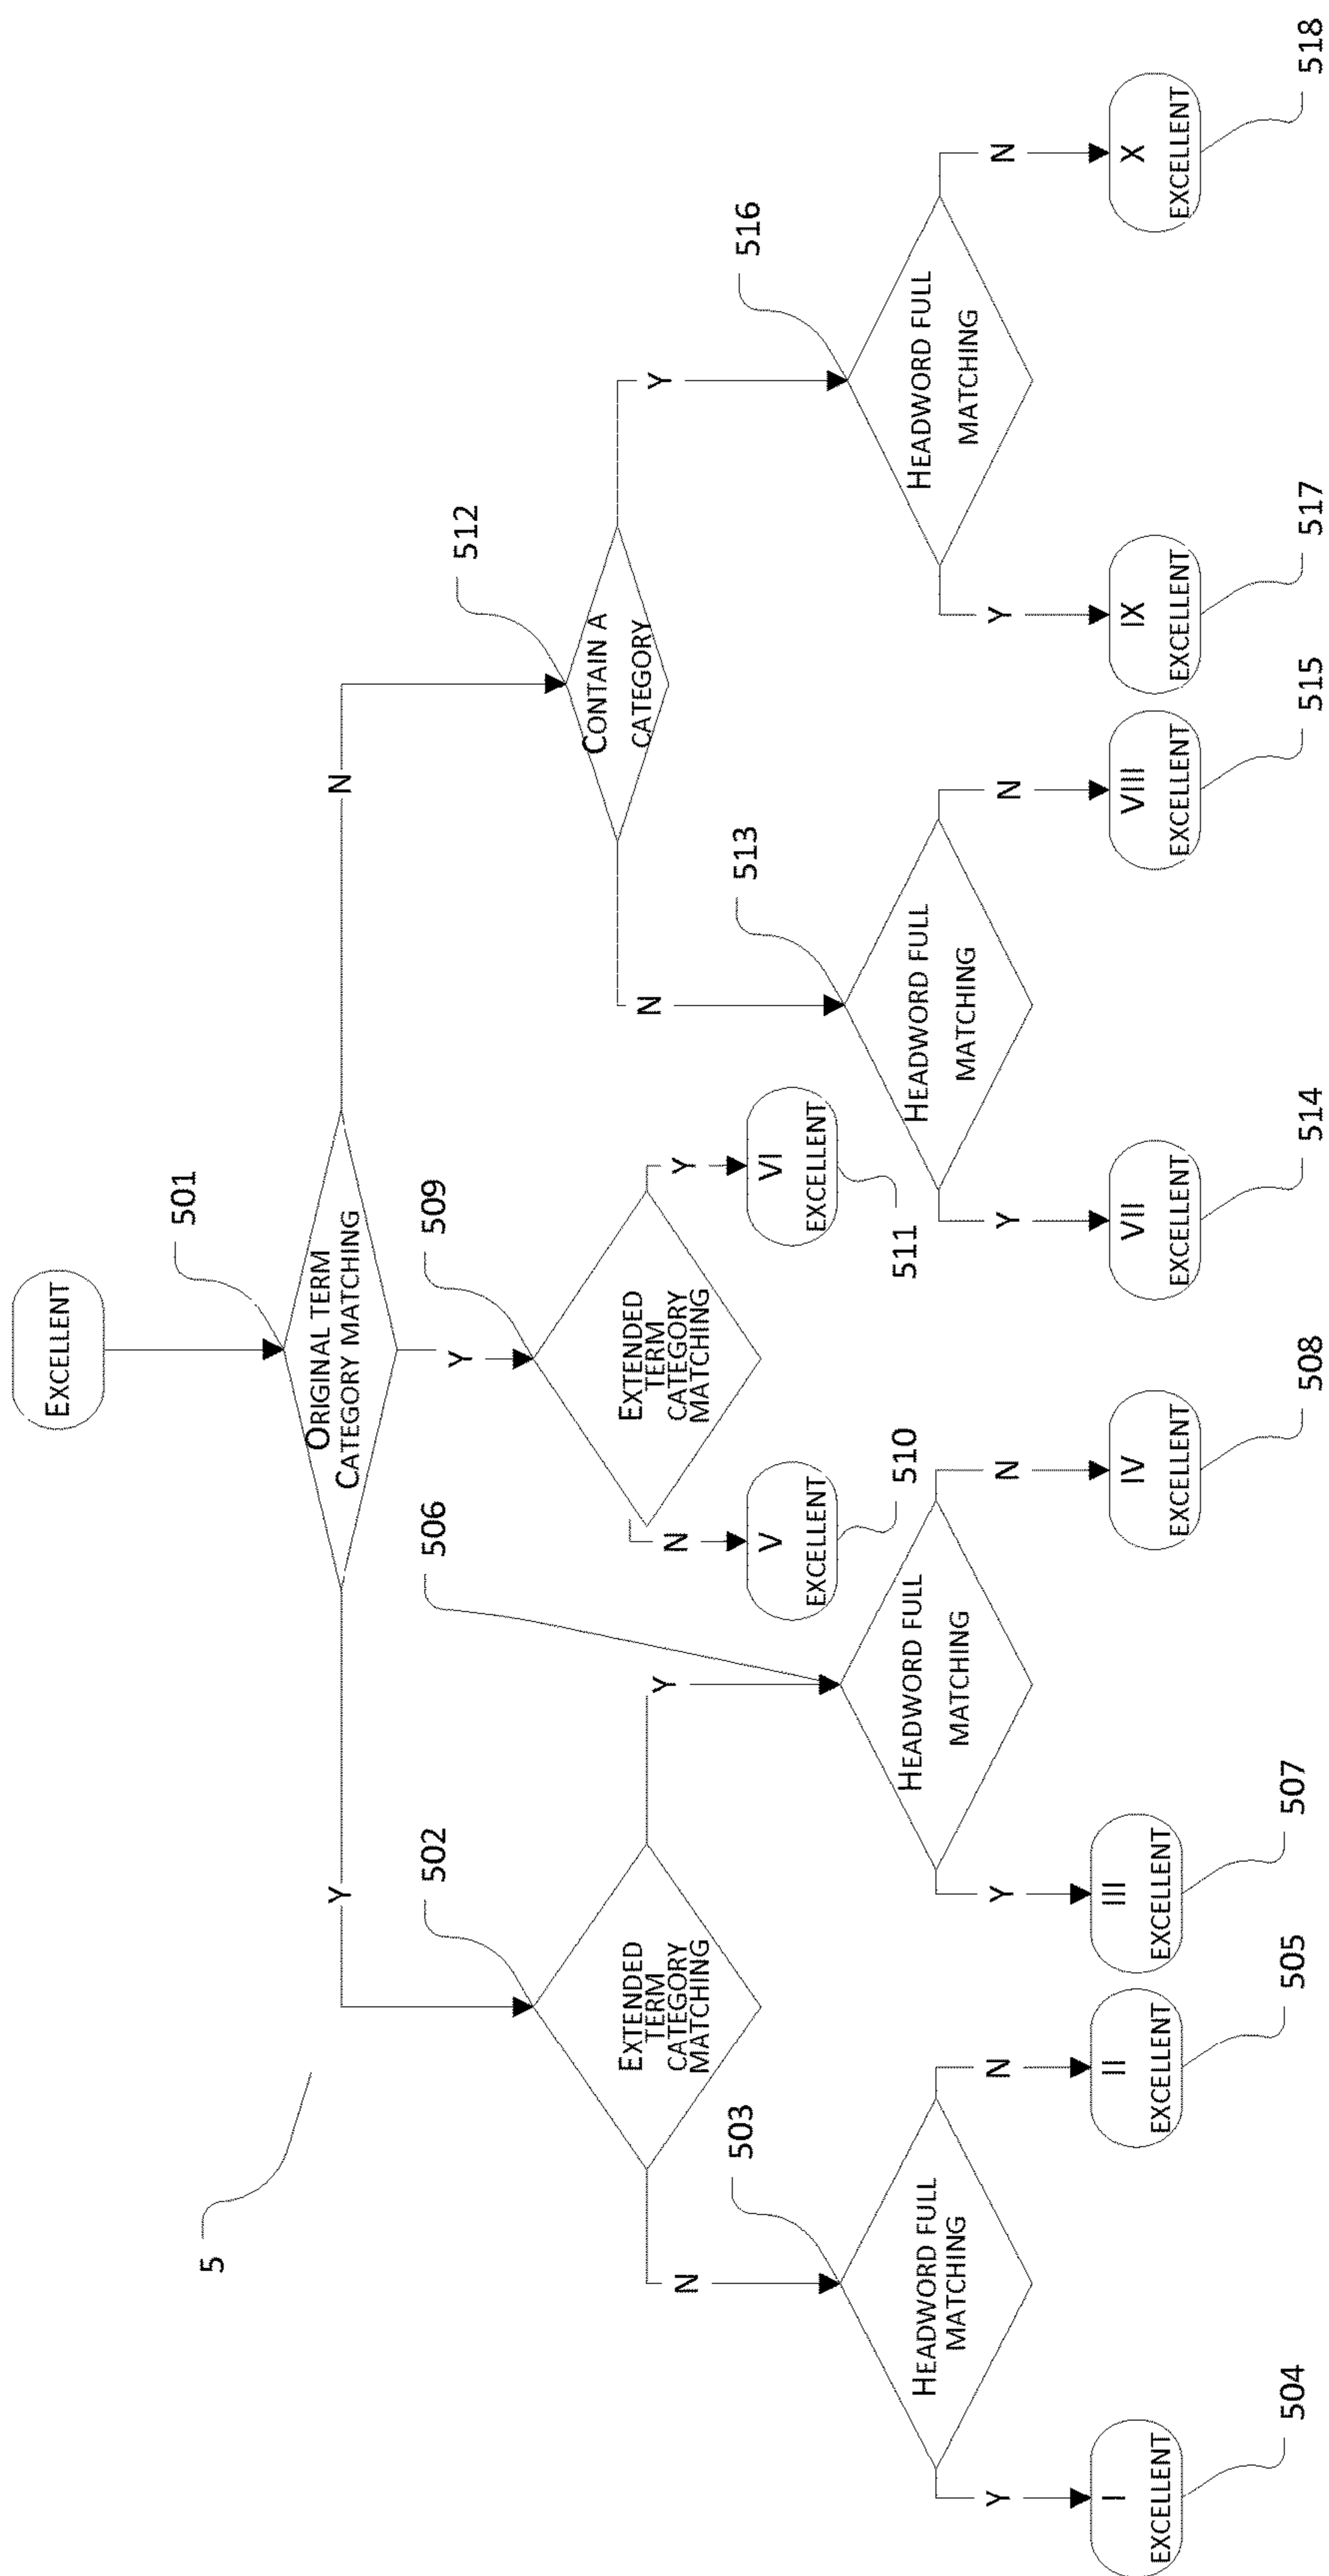 EXCELLENT
501
ORIGINAL TERM
CATEGORY MATCHING
5
Y
Y
N
502
EXTENDED
TERM
CATEGORY
MATCHING
506
509
EXTENDED
TERM
CATEGORY
MATCHING
512
CONTAIN A
CATEGORY
N
Y
N
Y
N
Y
503
HEADWORD FULL
MATCHING
HEADWORD FULL
MATCHING
V
EXCELLENT
510
VI
EXCELLENT
511
513
HEADWORD FULL
MATCHING
516
HEADWORD FULL
MATCHING
Y
N
Y
N
Y
N
Y
N
I
EXCELLENT
II
EXCELLENT
III
EXCELLENT
IV
EXCELLENT
VII
EXCELLENT
VIII
EXCELLENT
IX
EXCELLENT
X
EXCELLENT
504
505
507
508
514
515
517
518